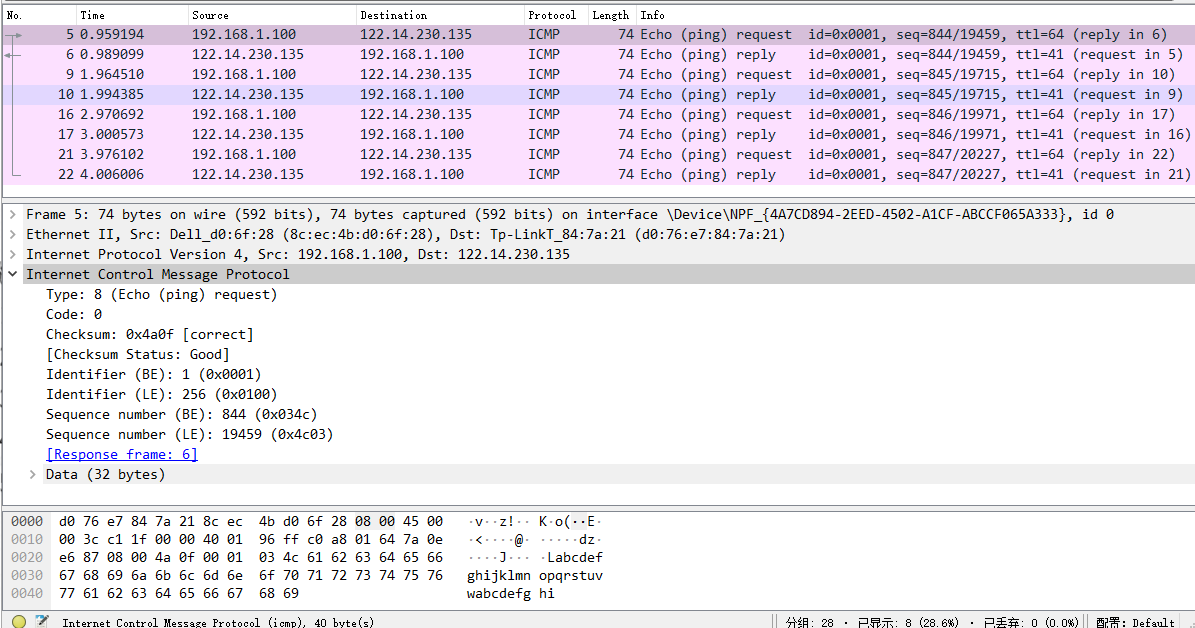 No. Time Source Destination Protocol Length Info
5 0.959194 192.168.1.100 122.14.230.135 ICMP 74 Echo (ping) request id=0x0001, seq=844/19459, ttl=64 (reply in 6)
6 0.989099 122.14.230.135 192.168.1.100 ICMP 74 Echo (ping) reply id=0x0001, seq=844/19459, ttl=41 (request in 5)
9 1.964510 192.168.1.100 122.14.230.135 ICMP 74 Echo (ping) request id=0x0001, seq=845/19715, ttl=64 (reply in 10)
10 1.994385 122.14.230.135 192.168.1.100 ICMP 74 Echo (ping) reply id=0x0001, seq=845/19715, ttl=41 (request in 9)
16 2.970692 192.168.1.100 122.14.230.135 ICMP 74 Echo (ping) request id=0x0001, seq=846/19971, ttl=64 (reply in 17)
17 3.000573 122.14.230.135 192.168.1.100 ICMP 74 Echo (ping) reply id=0x0001, seq=846/19971, ttl=41 (request in 16)
21 3.976102 192.168.1.100 122.14.230.135 ICMP 74 Echo (ping) request id=0x0001, seq=847/20227, ttl=64 (reply in 22)
22 4.006006 122.14.230.135 192.168.1.100 ICMP 74 Echo (ping) reply id=0x0001, seq=847/20227, ttl=41 (request in 21)
Frame 5: 74 bytes on wire (592 bits), 74 bytes captured (592 bits) on interface \Device\NPF_{4A7CD894-2EED-4502-A1CF-ABCCF065A333}, id 0
Ethernet II, Src: Dell_d0:6f:28 (8c:ec:4b:d0:6f:28), Dst: Tp-LinkT_84:7a:21 (d0:76:e7:84:7a:21)
Internet Protocol Version 4, Src: 192.168.1.100, Dst: 122.14.230.135
Internet Control Message Protocol
Type: 8 (Echo (ping) request)
Code: 0
Checksum: 0x4a0f [correct]
[Checksum Status: Good]
Identifier (BE): 1 (0x0001)
Identifier (LE): 256 (0x0100)
Sequence number (BE): 844 (0x034c)
Sequence number (LE): 19459 (0x4c03)
[Response frame: 6]
Data (32 bytes)
0000 d0 76 e7 84 7a 21 8c ec 4b d0 6f 28 08 00 45 00 ·v··z!·· K·o(··E·
0010 00 3c c1 1f 00 00 40 01 96 ff c0 a8 01 64 7a 0e ·<····@· ·····dz·
0020 e6 87 08 00 4a 0f 00 01 03 4c 61 62 63 64 65 66 ····J··· ·Labcdef
0030 67 68 69 6a 6b 6c 6d 6e 6f 70 71 72 73 74 75 76 ghijklmn opqrstuv
0040 77 61 62 63 64 65 66 67 68 69 wabcdefg hi
Internet Control Message Protocol (icmp), 40 byte(s) 分组: 28 · 已显示: 8 (28.6%) · 已丢弃: 0 (0.0%) 配置: Default